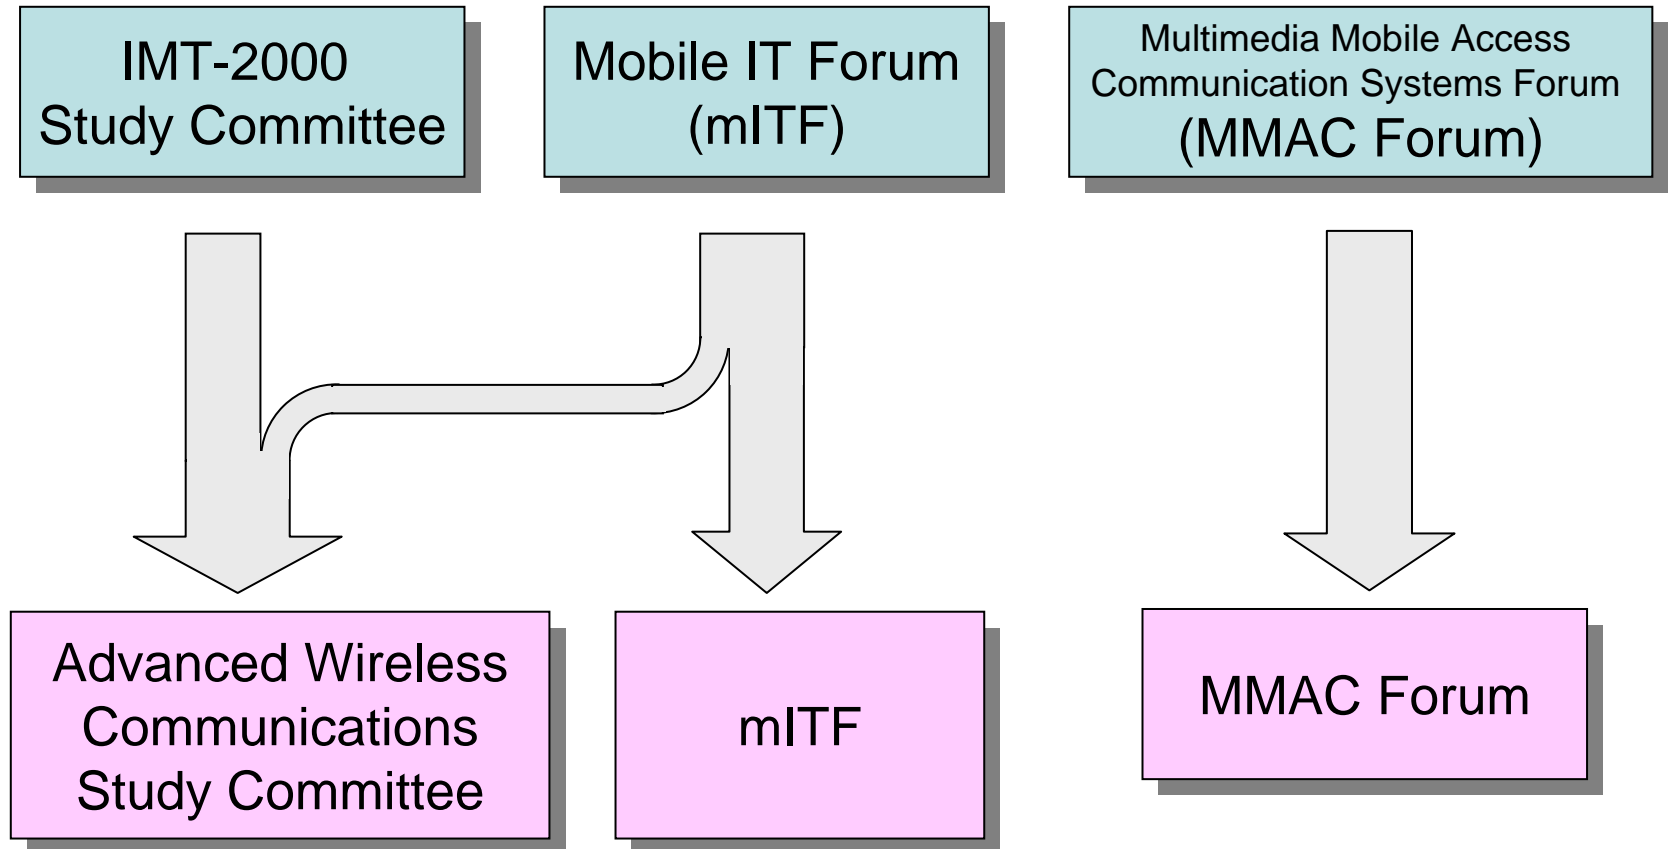 IMT-2000
Study Committee
Mobile IT Forum
(mITF)
Multimedia Mobile Access
Communication Systems Forum
(MMAC Forum)
Advanced Wireless
Communications
Study Committee
mITF
MMAC Forum